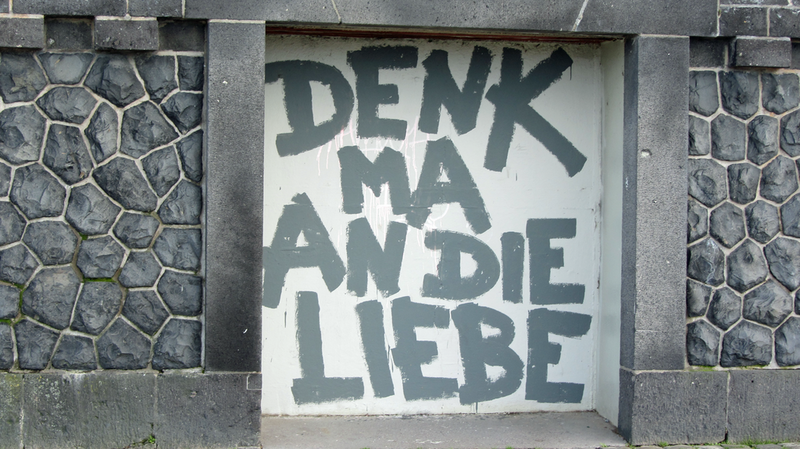 DENK
MA
AN DIE
LIEBE